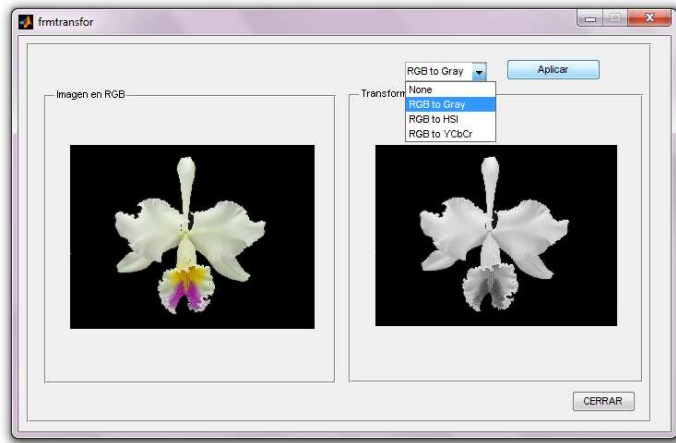 frmtransfor
RGB to Gray
Aplicar
Imagen en RGB
Transform
None
RGB to Gray
RGB to HSI
RGB to YCbCr
CERRAR